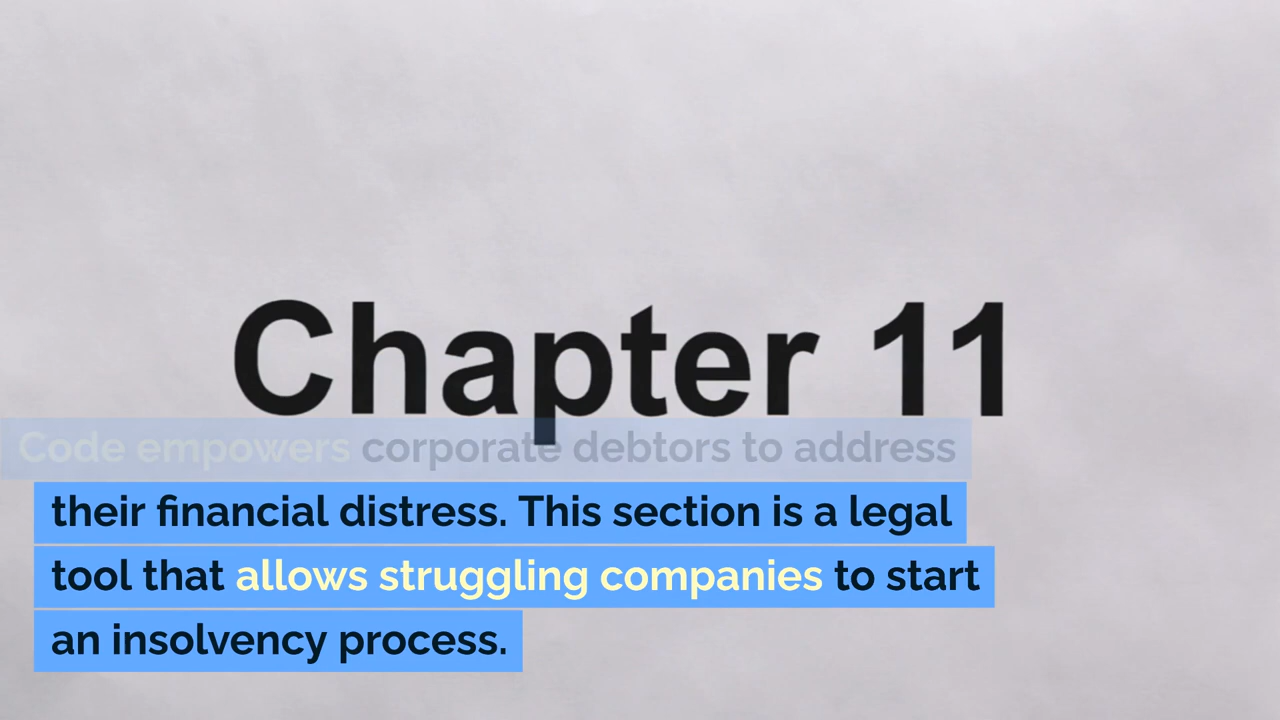 Chapter 11
Code empowers corporate debtors to address
their financial distress. This section is a legal
tool that allows struggling companies to start
an insolvency process.